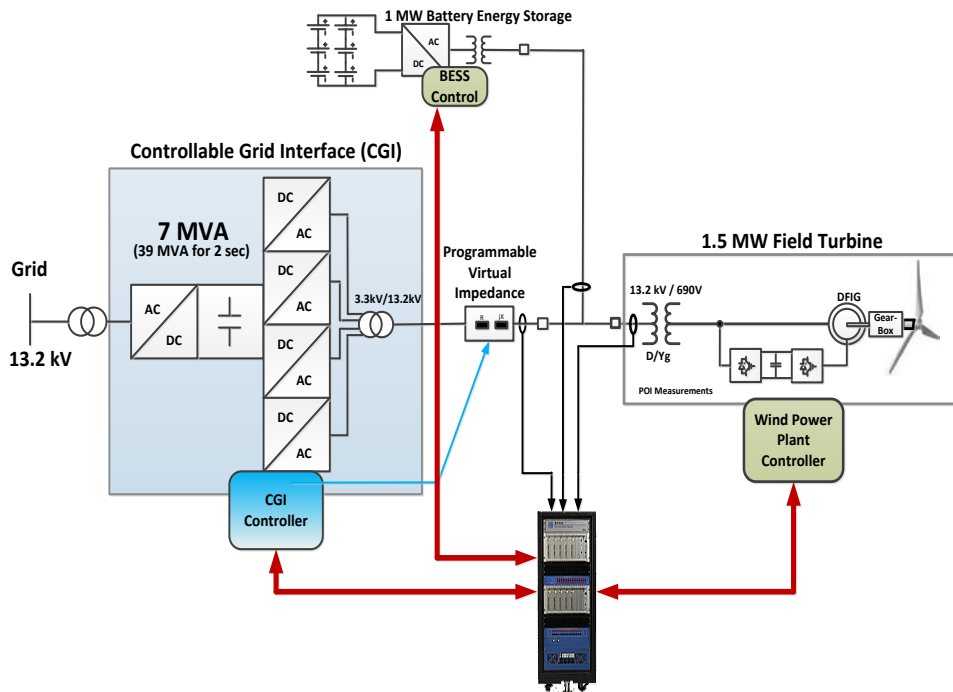 1 MW Battery Energy Storage
AC
DC
BESS
Control
Controllable Grid Interface (CGI)
7 MVA
(39 MVA for 2 sec)
DC
AC
DC
AC
DC
AC
DC
AC
AC
DC
3.3kV/13.2kV
Grid
13.2 kV
CGI
Controller
Programmable
Virtual
Impedance
R
jX
1.5 MW Field Turbine
13.2 kV / 690V
D/Yg
POI Measurements
DFIG
Gear-
Box
Wind Power
Plant
Controller